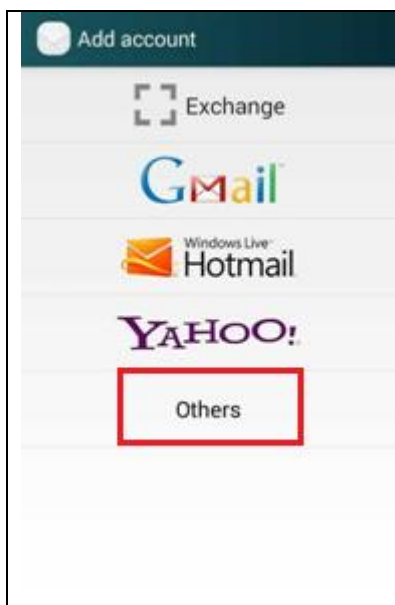 Add account
Exchange
Gmail
Windows Live
Hotmail
YAHOO!
Others